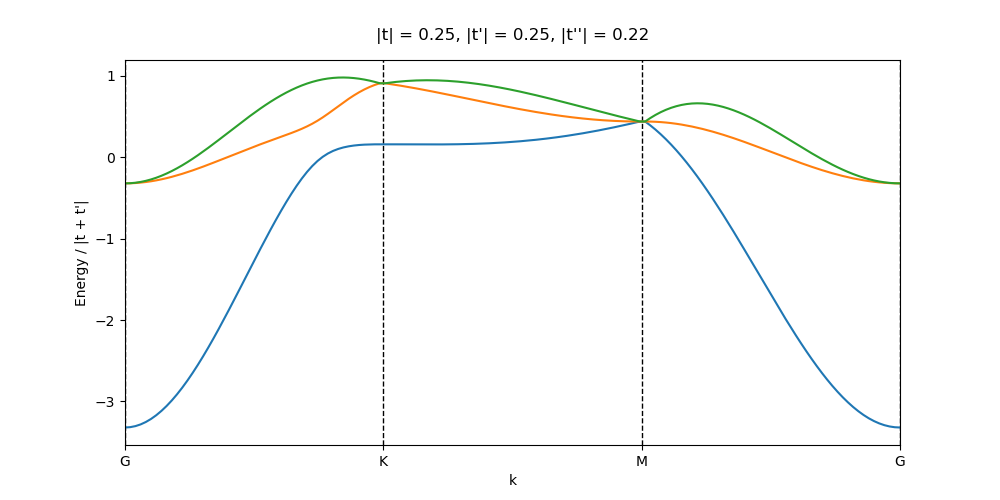 |t| = 0.25, |t'| = 0.25, |t''| = 0.22
Energy / |t + t'|
1
0
−1
−2
−3
G
K
M
G
k